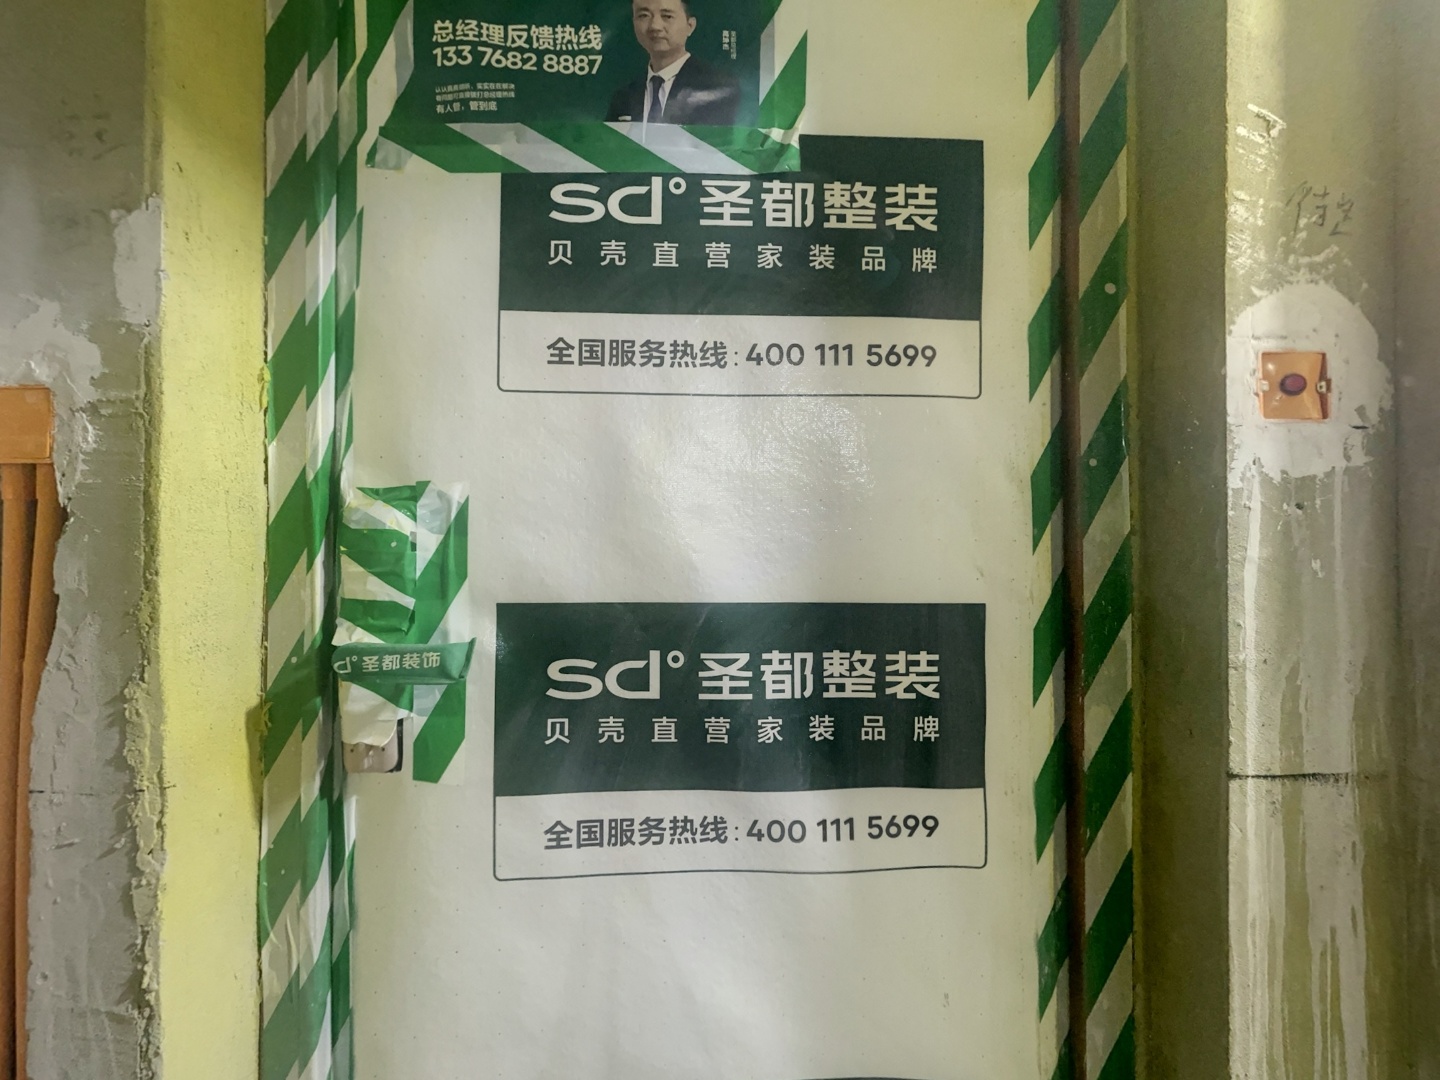 总经理反馈热线
133 7682 8887
有人管，管到底
sd° 圣都整装
贝壳直营家装品牌
全国服务热线：400 111 5699
d° 圣都装饰
sd° 圣都整装
贝壳直营家装品牌
全国服务热线：400 111 5699